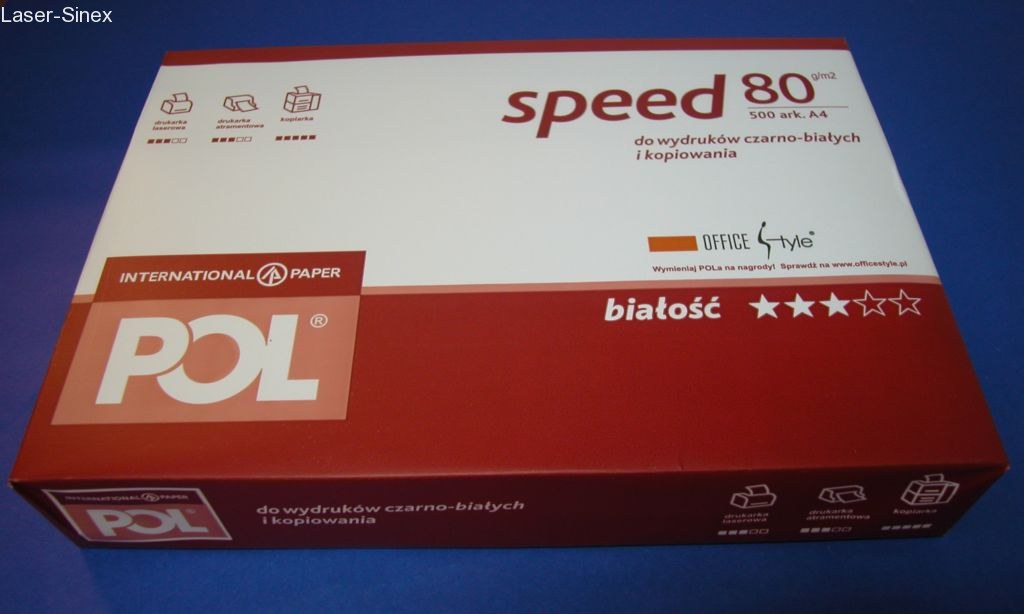 Laser-Sinex
drukarka
laserowa
drukarka
atramentowa
kopiarka
speed 80 g/m2
500 ark. A4
do wydruków czarno-białych
i kopiowania
OFFICE Style®
Wymieniaj POLa na nagrody! Sprawdź na www.officestyle.pl
INTERNATIONAL PAPER
POL®
białość
INTERNATIONAL PAPER
POL
do wydruków czarno-białych
i kopiowania
drukarka
laserowa
drukarka
atramentowa
kopiarka